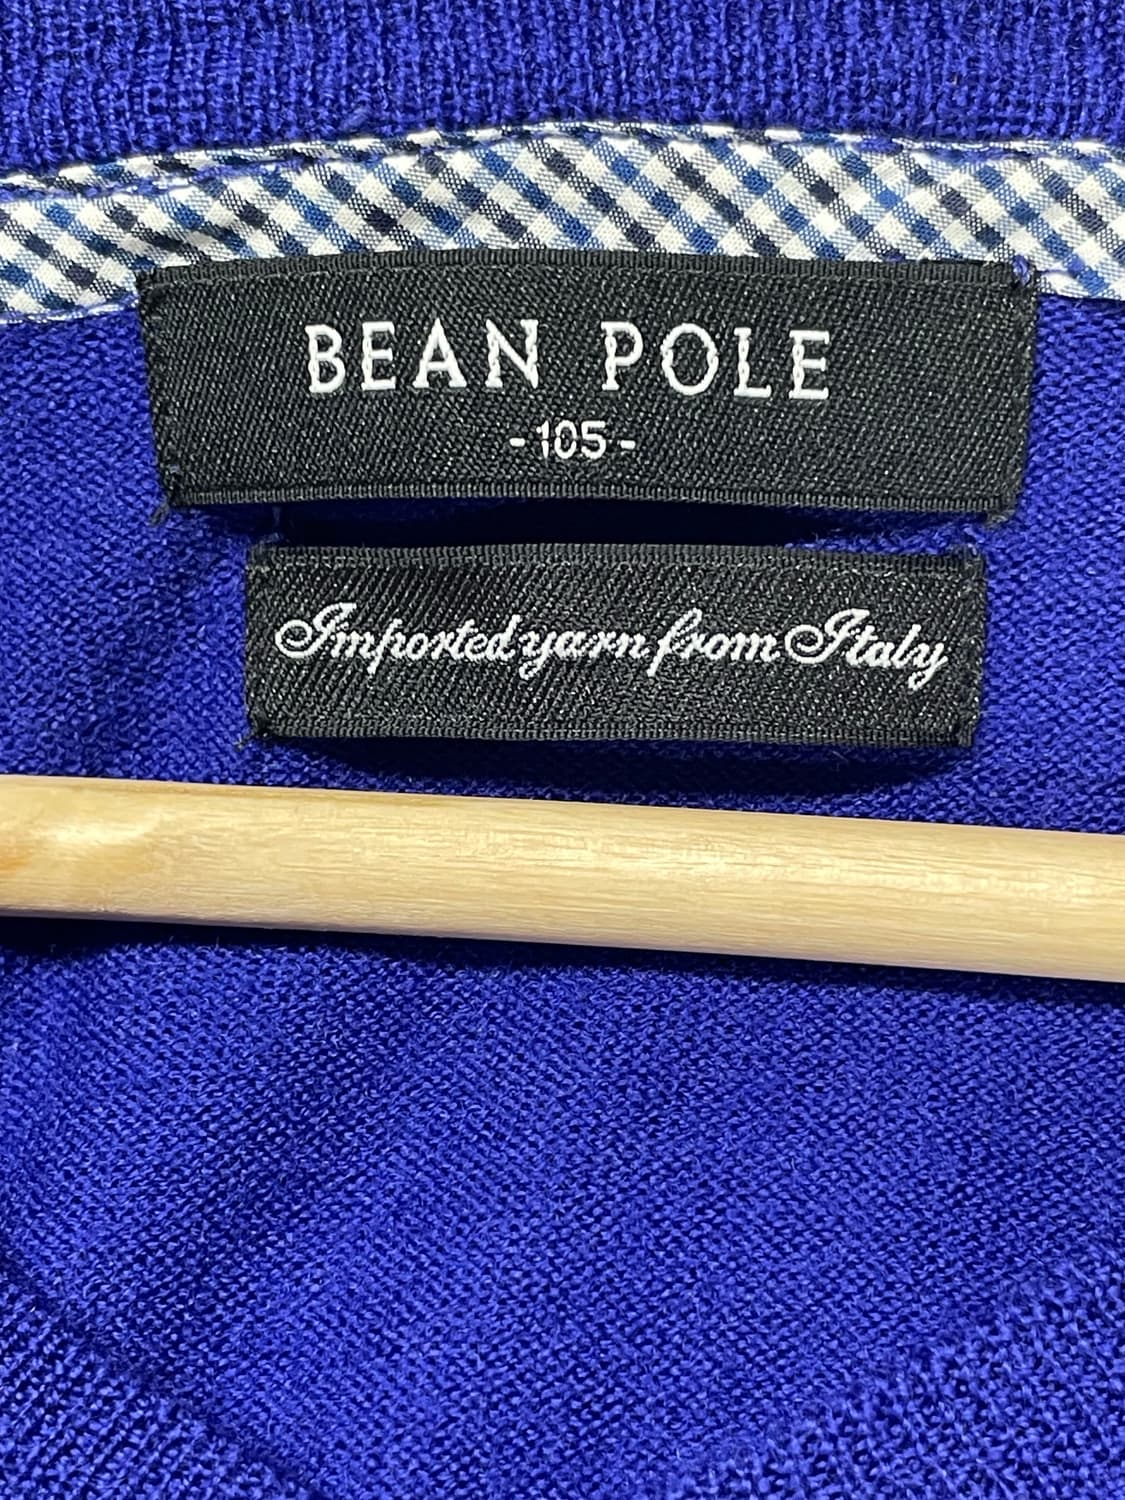 BEAN POLE
-105-
Imported yarn from Italy